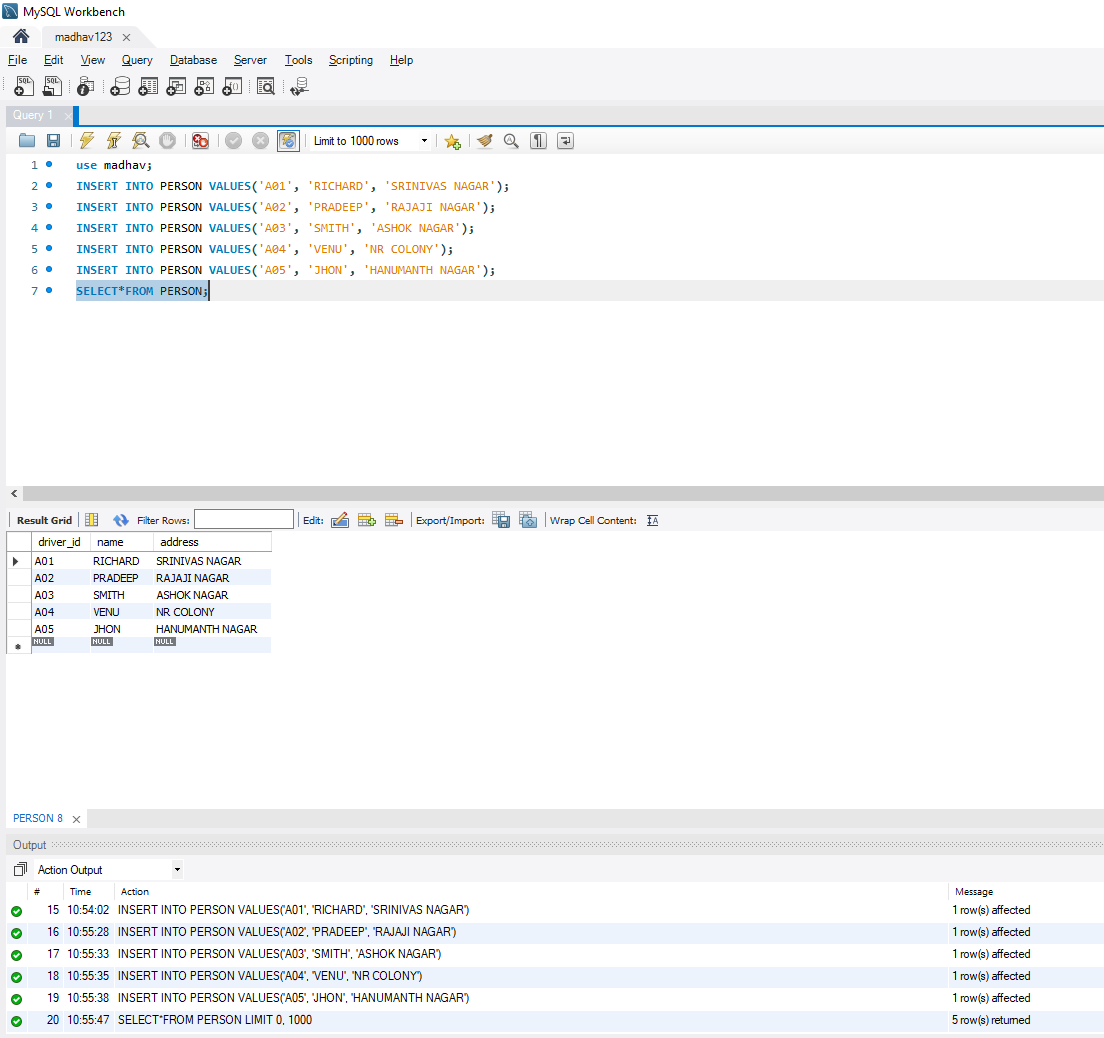 MySQL Workbench
madhav123
File Edit View Query Database Server Tools Scripting Help
Query 1
Limit to 1000 rows
1 use madhav;
2 INSERT INTO PERSON VALUES('A01', 'RICHARD', 'SRINIVAS NAGAR');
3 INSERT INTO PERSON VALUES('A02', 'PRADEEP', 'RAJAJI NAGAR');
4 INSERT INTO PERSON VALUES('A03', 'SMITH', 'ASHOK NAGAR');
5 INSERT INTO PERSON VALUES('A04', 'VENU', 'NR COLONY');
6 INSERT INTO PERSON VALUES('A05', 'JHON', 'HANUMANTH NAGAR');
7 SELECT*FROM PERSON;
Result Grid Filter Rows: Edit: Export/Import: Wrap Cell Content:
driver_id name address
A01 RICHARD SRINIVAS NAGAR
A02 PRADEEP RAJAJI NAGAR
A03 SMITH ASHOK NAGAR
A04 VENU NR COLONY
A05 JHON HANUMANTH NAGAR
NULL NULL NULL
PERSON 8
Output
Action Output
# Time Action Message
15 10:54:02 INSERT INTO PERSON VALUES('A01', 'RICHARD', 'SRINIVAS NAGAR') 1 row(s) affected
16 10:55:28 INSERT INTO PERSON VALUES('A02', 'PRADEEP', 'RAJAJI NAGAR') 1 row(s) affected
17 10:55:33 INSERT INTO PERSON VALUES('A03', 'SMITH', 'ASHOK NAGAR') 1 row(s) affected
18 10:55:35 INSERT INTO PERSON VALUES('A04', 'VENU', 'NR COLONY') 1 row(s) affected
19 10:55:38 INSERT INTO PERSON VALUES('A05', 'JHON', 'HANUMANTH NAGAR') 1 row(s) affected
20 10:55:47 SELECT*FROM PERSON LIMIT 0, 1000 5 row(s) returned